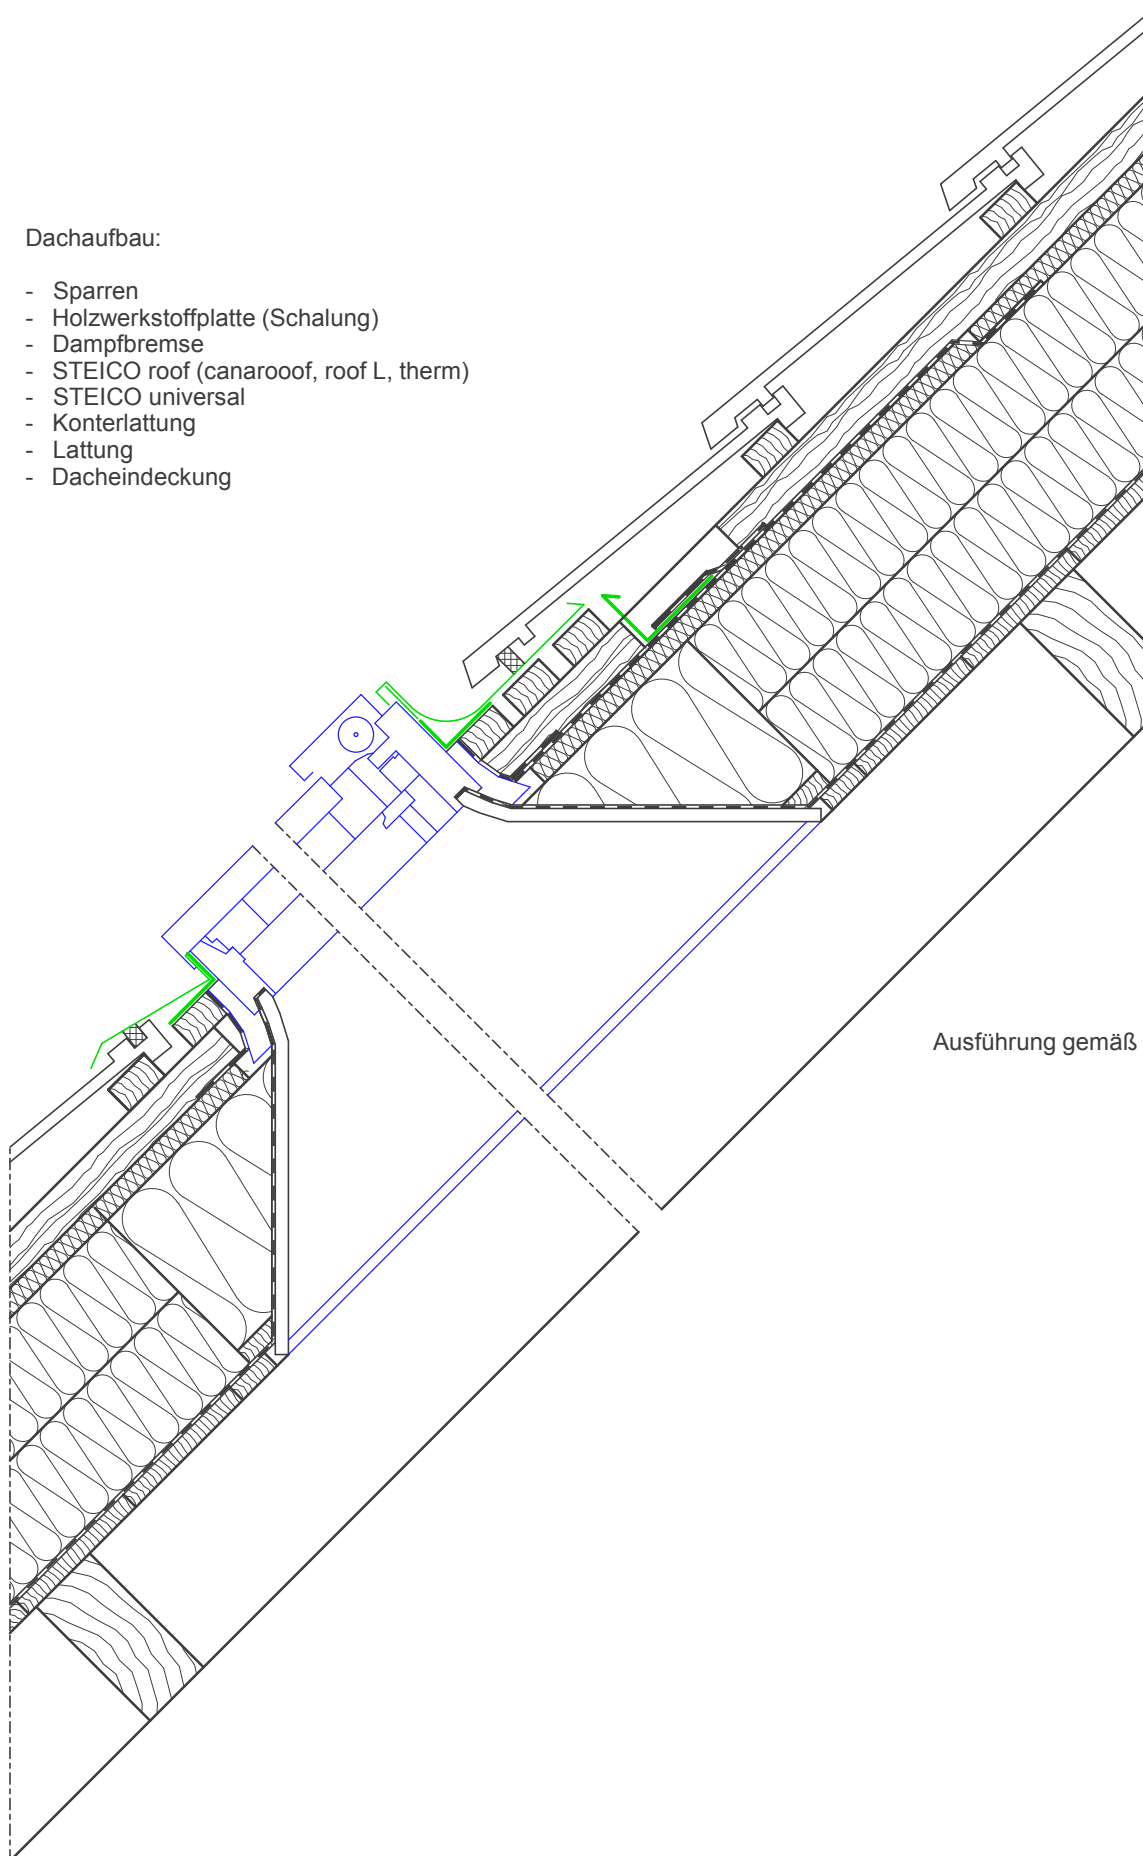 Dachaufbau:
- Sparren
- Holzwerkstoffplatte (Schalung)
- Dampfbremse
- STEICO roof (canarooof, roof L, therm)
- STEICO universal
- Konterlattung
- Lattung
- Dacheindeckung
Ausführung gemäß